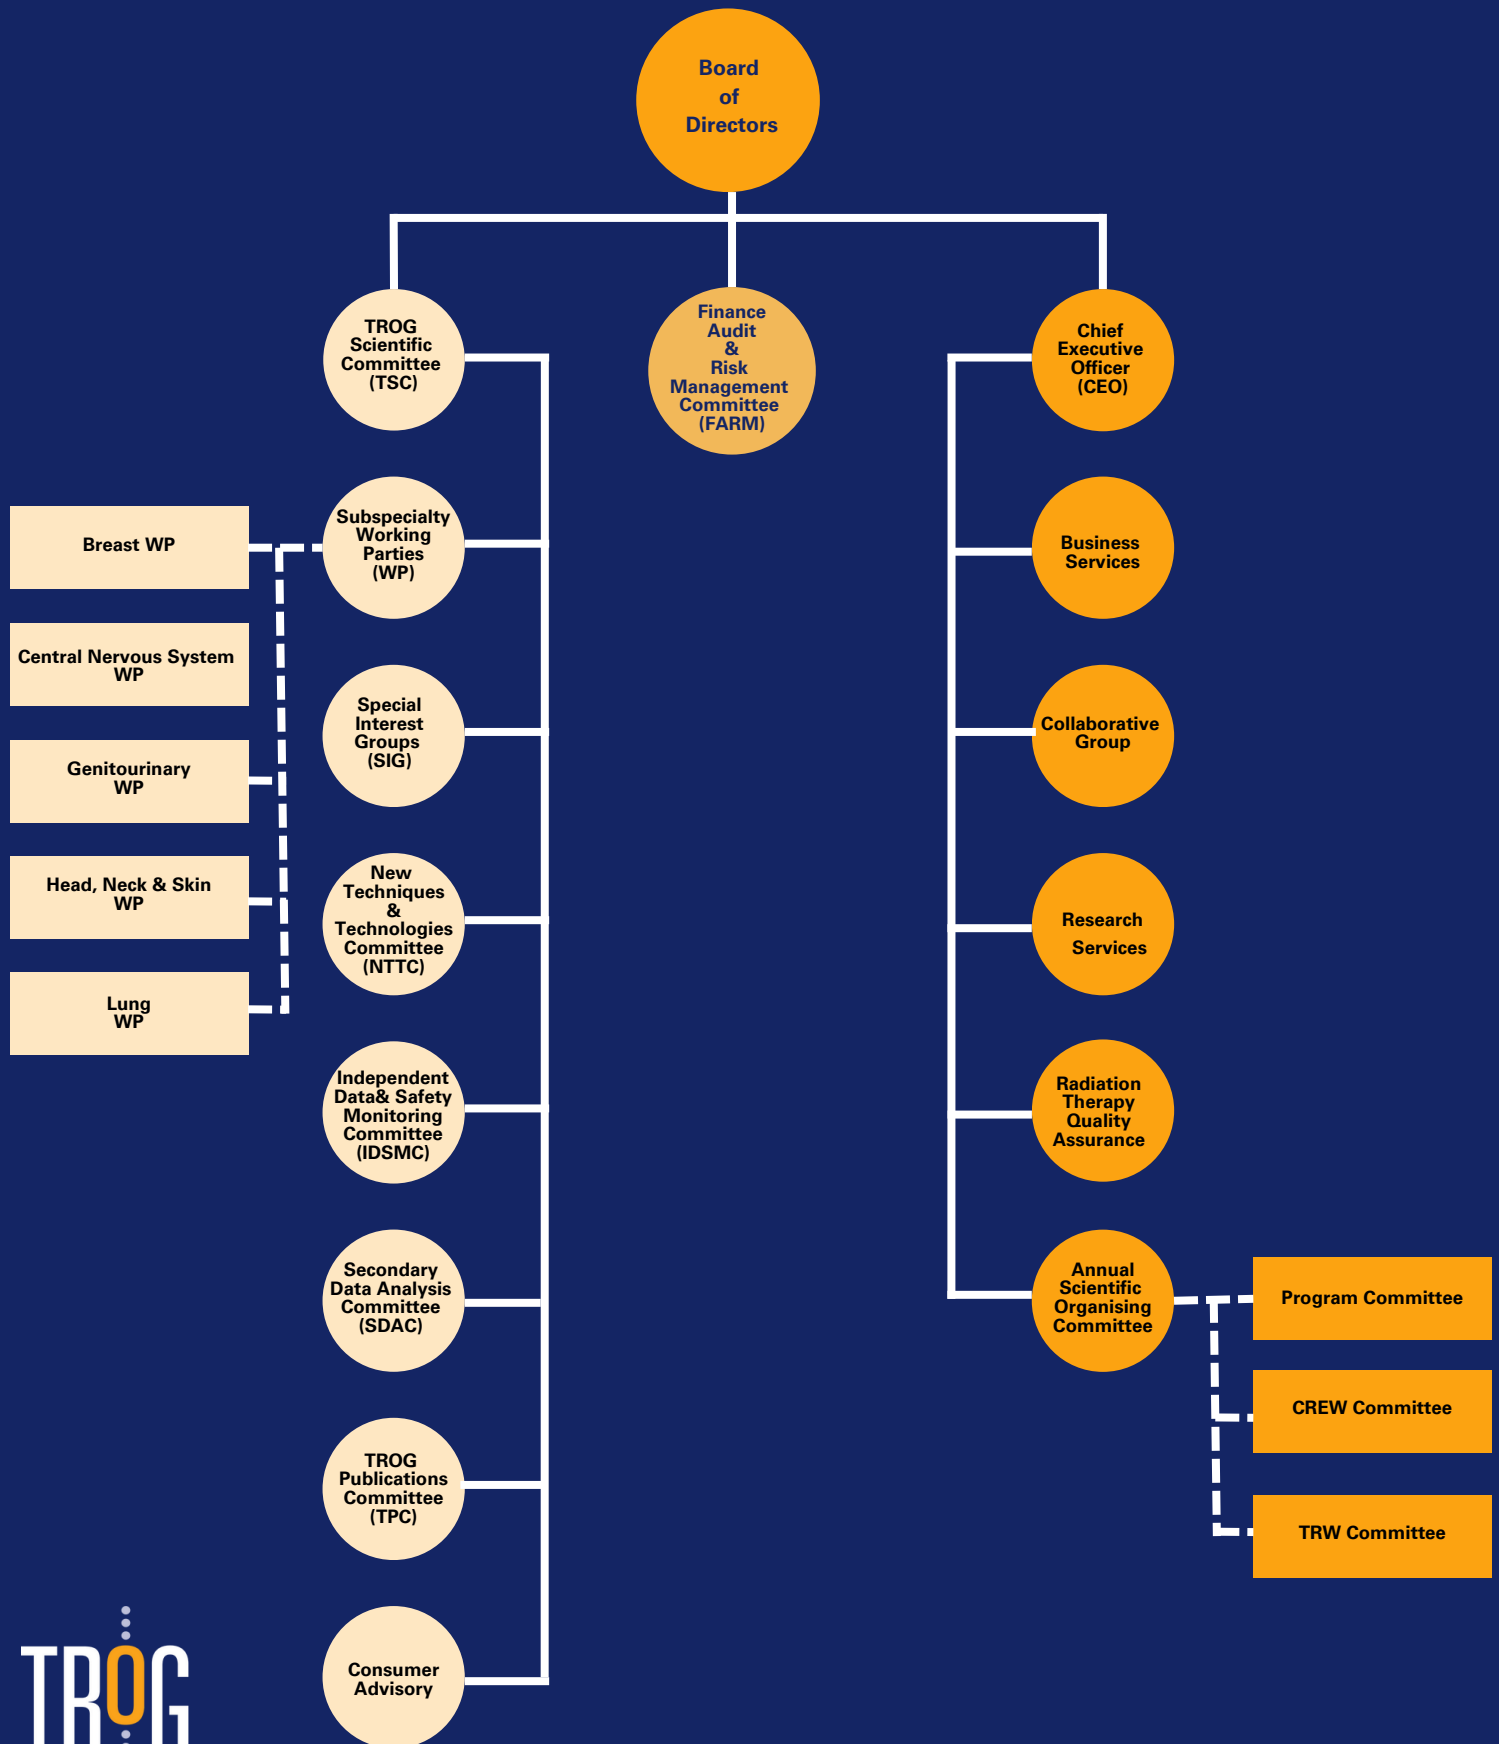 Board
of
Directors
TROG
Scientific
Committee
(TSC)
Finance
Audit
&
Risk
Management
Committee
(FARM)
Chief
Executive
Officer
(CEO)
Subspecialty
Working
Parties
(WP)
Breast WP
Central Nervous System
WP
Genitourinary
WP
Head, Neck & Skin
WP
Lung
WP
Special
Interest
Groups
(SIG)
New
Techniques
&
Technologies
Committee
(NTTC)
Independent
Data& Safety
Monitoring
Committee
(IDSMC)
Secondary
Data Analysis
Committee
(SDAC)
TROG
Publications
Committee
(TPC)
Consumer
Advisory
Business
Services
Collaborative
Group
Research
Services
Radiation
Therapy
Quality
Assurance
Annual
Scientific
Organising
Committee
Program Committee
CREW Committee
TRW Committee
TROG